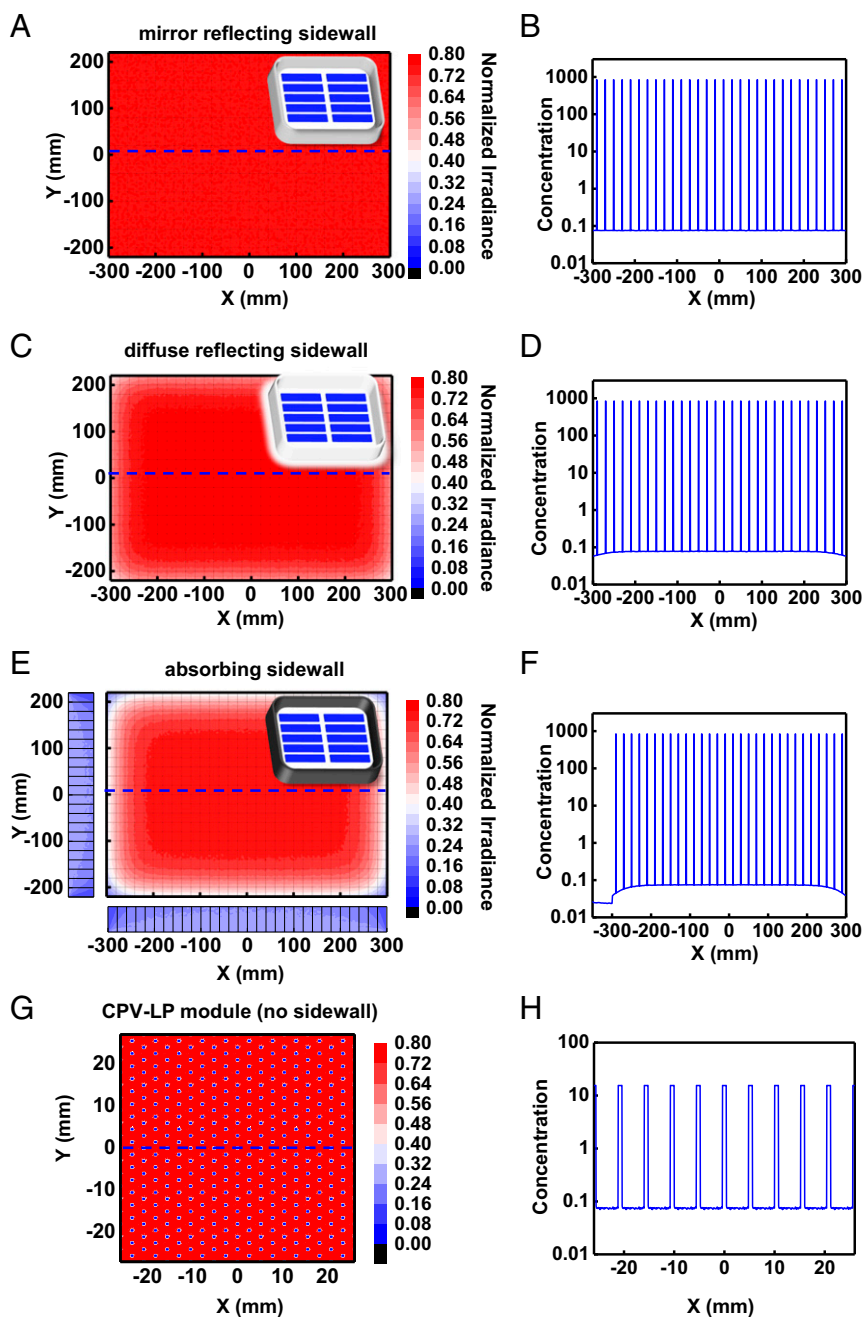 A
mirror reflecting sidewall
200
100
0
-100
-200
Y (mm)
-300 -200 -100 0 100 200 300
X (mm)
0.80
0.72
0.64
0.56
0.48
0.40
0.32
0.24
0.16
0.08
0.00
Normalized Irradiance
B
1000
100
10
1
0.1
0.01
Concentration
-300 -200 -100 0 100 200 300
X (mm)
C
diffuse reflecting sidewall
200
100
0
-100
-200
Y (mm)
-300 -200 -100 0 100 200 300
X (mm)
0.80
0.72
0.64
0.56
0.48
0.40
0.32
0.24
0.16
0.08
0.00
Normalized Irradiance
D
1000
100
10
1
0.1
0.01
Concentration
-300 -200 -100 0 100 200 300
X (mm)
E
absorbing sidewall
200
100
0
-100
-200
Y (mm)
-300 -200 -100 0 100 200 300
X (mm)
0.80
0.72
0.64
0.56
0.48
0.40
0.32
0.24
0.16
0.08
0.00
Normalized Irradiance
F
1000
100
10
1
0.1
0.01
Concentration
-300 -200 -100 0 100 200 300
X (mm)
G
CPV-LP module (no sidewall)
20
10
0
-10
-20
Y (mm)
-20 -10 0 10 20
X (mm)
0.80
0.72
0.64
0.56
0.48
0.40
0.32
0.24
0.16
0.08
0.00
H
100
10
1
0.1
0.01
Concentration
-20 -10 0 10 20
X (mm)